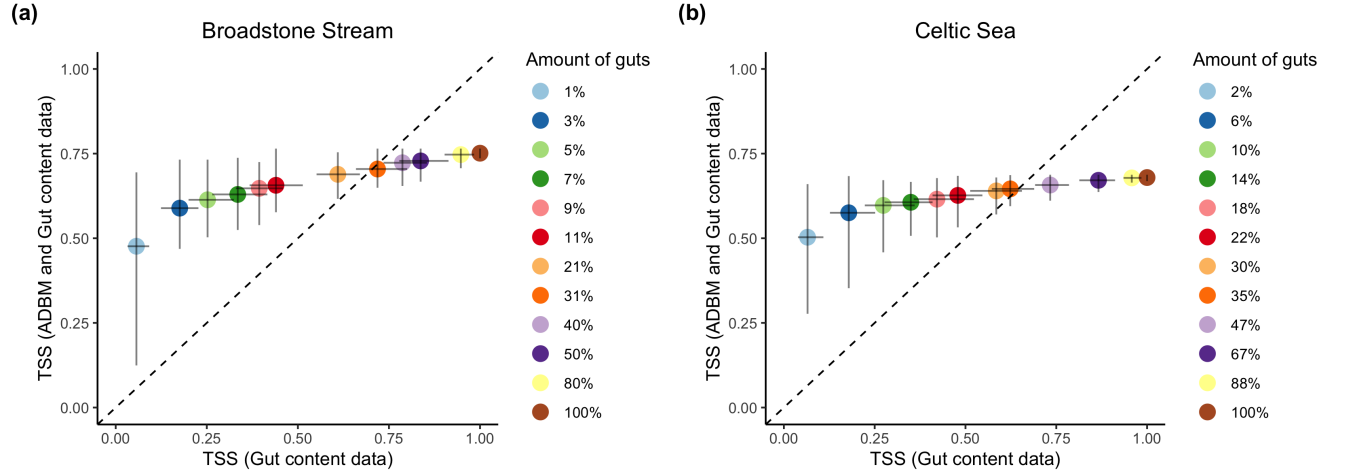 (a)
Broadstone Stream
TSS (ADBM and Gut content data)
1.00
0.75
0.50
0.25
0.00
0.00 0.25 0.50 0.75 1.00
TSS (Gut content data)
Amount of guts
1%
3%
5%
7%
9%
11%
21%
31%
40%
50%
80%
100%
(b)
Celtic Sea
TSS (ADBM and Gut content data)
1.00
0.75
0.50
0.25
0.00
0.00 0.25 0.50 0.75 1.00
TSS (Gut content data)
Amount of guts
2%
6%
10%
14%
18%
22%
30%
35%
47%
67%
88%
100%